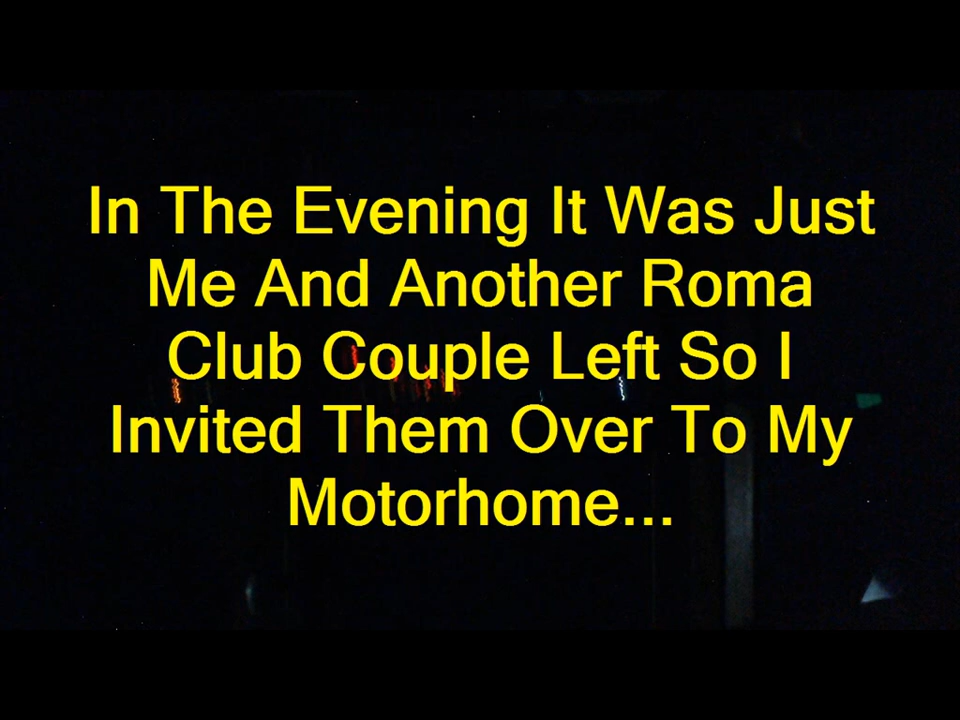 In The Evening It Was Just
Me And Another Roma
Club Couple Left So I
Invited Them Over To My
Motorhome...